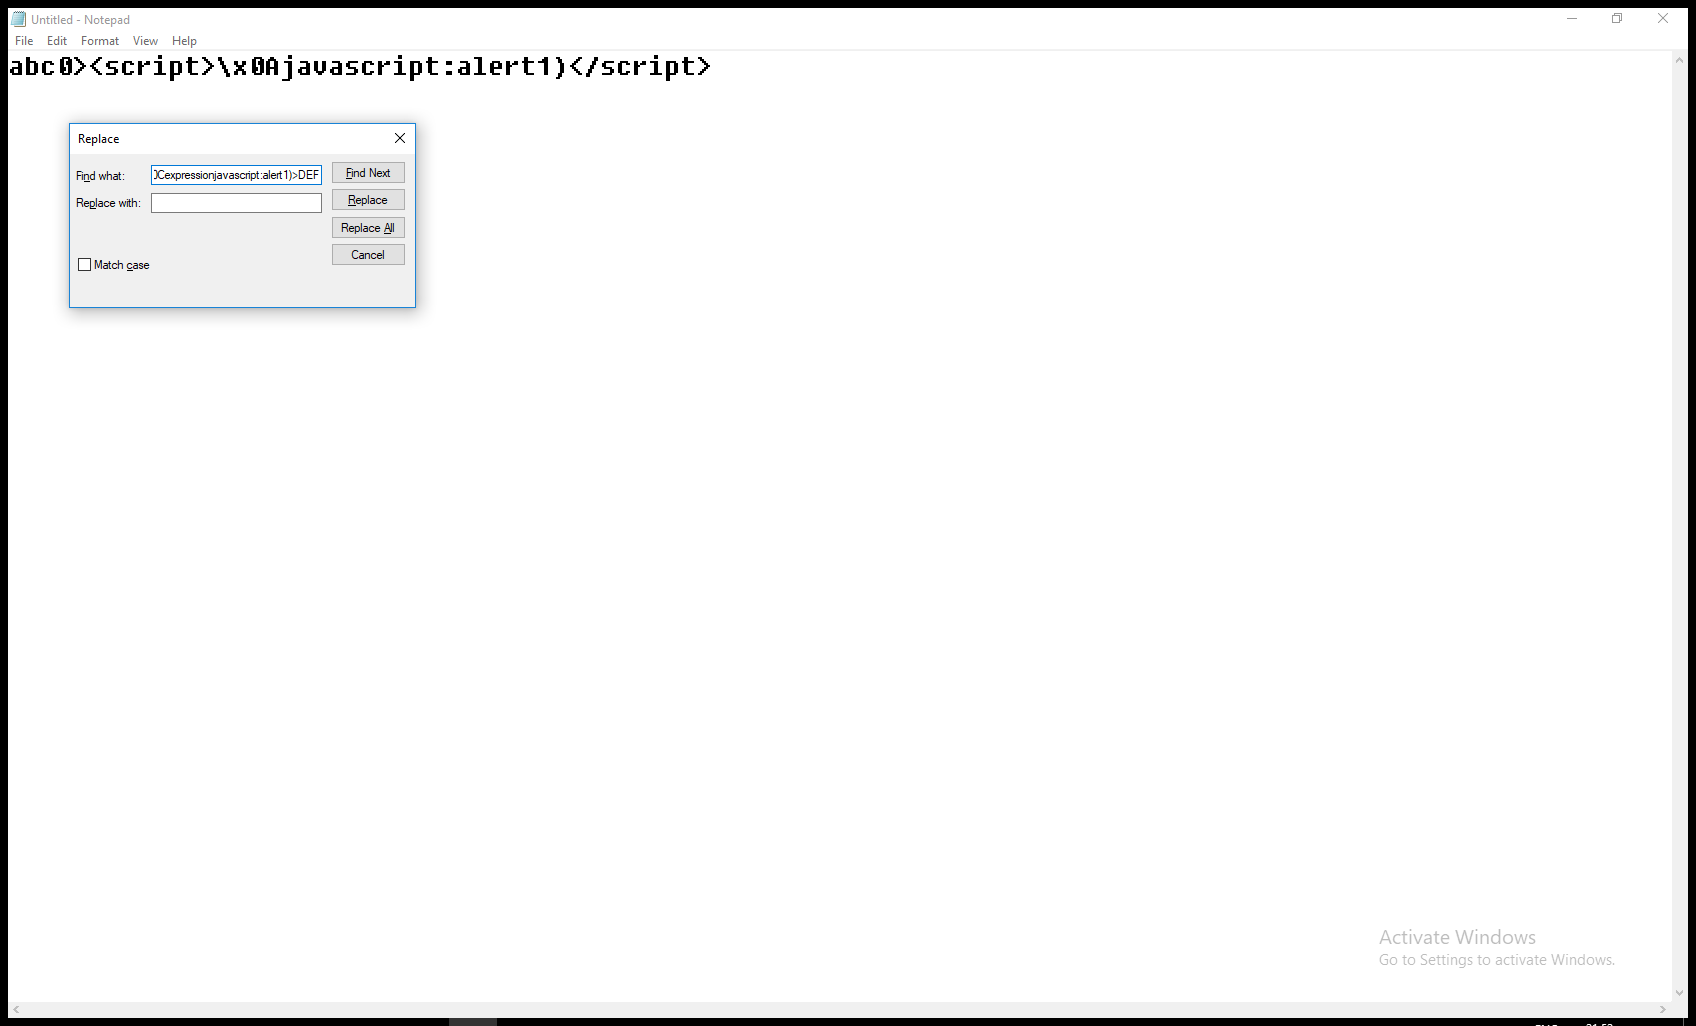 Untitled - Notepad
File Edit Format View Help
abc0><script>\x0Ajavascript:alert1)</script>
Replace
Find what: Cexpressionjavascript:alert1)>DEF Find Next
Replace with: Replace
Replace All
Cancel
Match case
Activate Windows
Go to Settings to activate Windows.